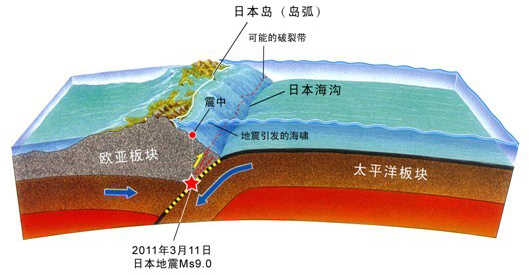 日本岛（岛弧）
可能的破裂带
日本海沟
震中
地震引发的海啸
欧亚板块
太平洋板块
2011年3月11日
日本地震Ms9.0